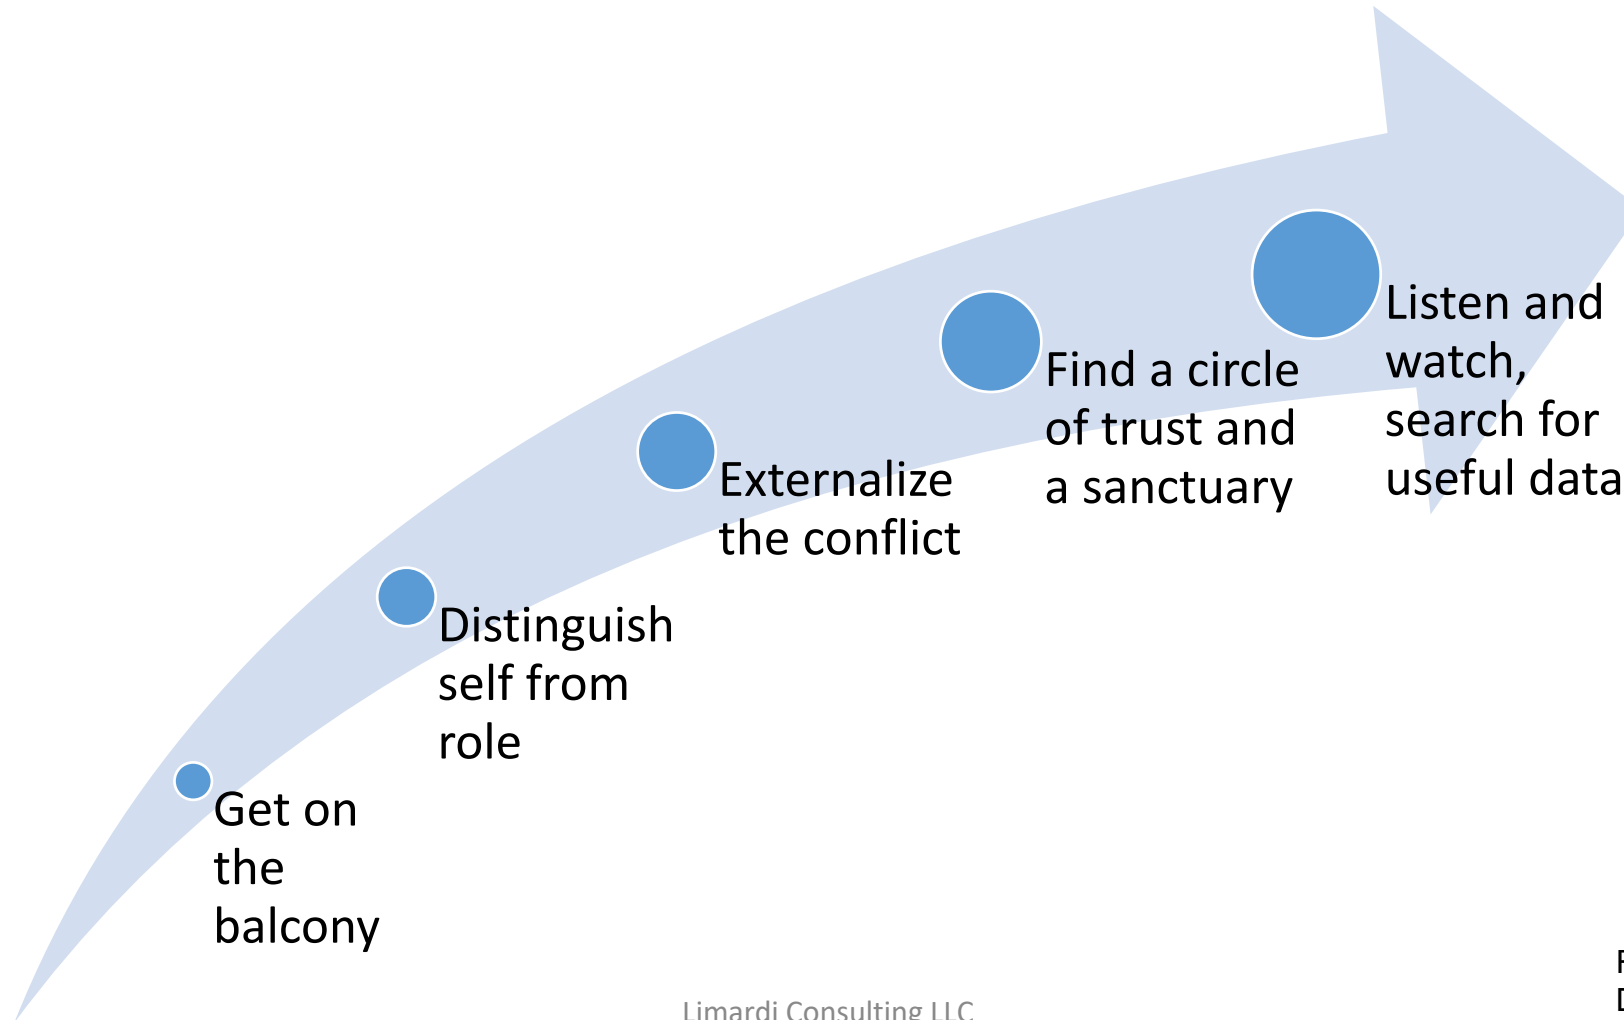 Listen and
watch,
search for
useful data
Find a circle
of trust and
a sanctuary
Externalize
the conflict
Distinguish
self from
role
Get on
the
balcony
Limardi Consulting LLC